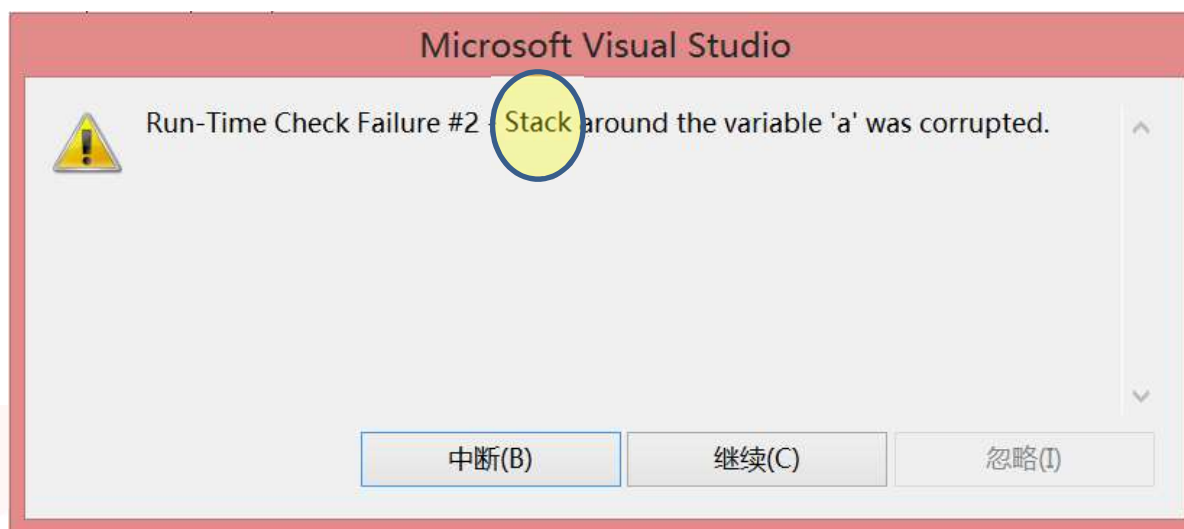 Microsoft Visual Studio
Run-Time Check Failure #2 - Stack around the variable 'a' was corrupted.
中断(B)
继续(C)
忽略(I)